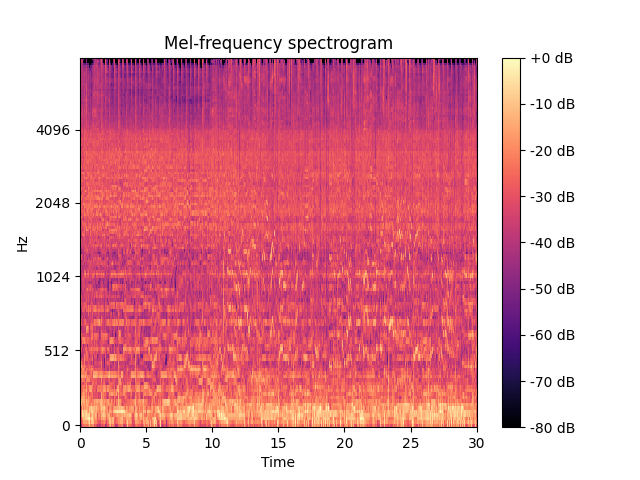 Mel-frequency spectrogram
+0 dB
-10 dB
-20 dB
-30 dB
-40 dB
-50 dB
-60 dB
-70 dB
-80 dB
Hz
4096
2048
1024
512
0
0 5 10 15 20 25 30
Time